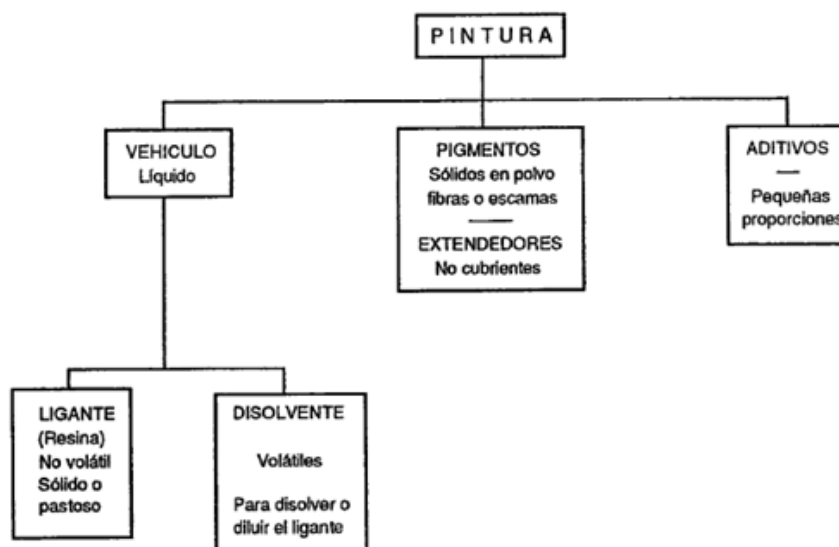 PINTURA
VEHICULO
Líquido
PIGMENTOS
Sólidos en polvo
fibras o escamas
EXTENDEDORES
No cubrientes
ADITIVOS
Pequeñas
proporciones
LIGANTE
(Resina)
No volátil
Sólido o
pastoso
DISOLVENTE
Volátiles
Para disolver o
diluír el ligante